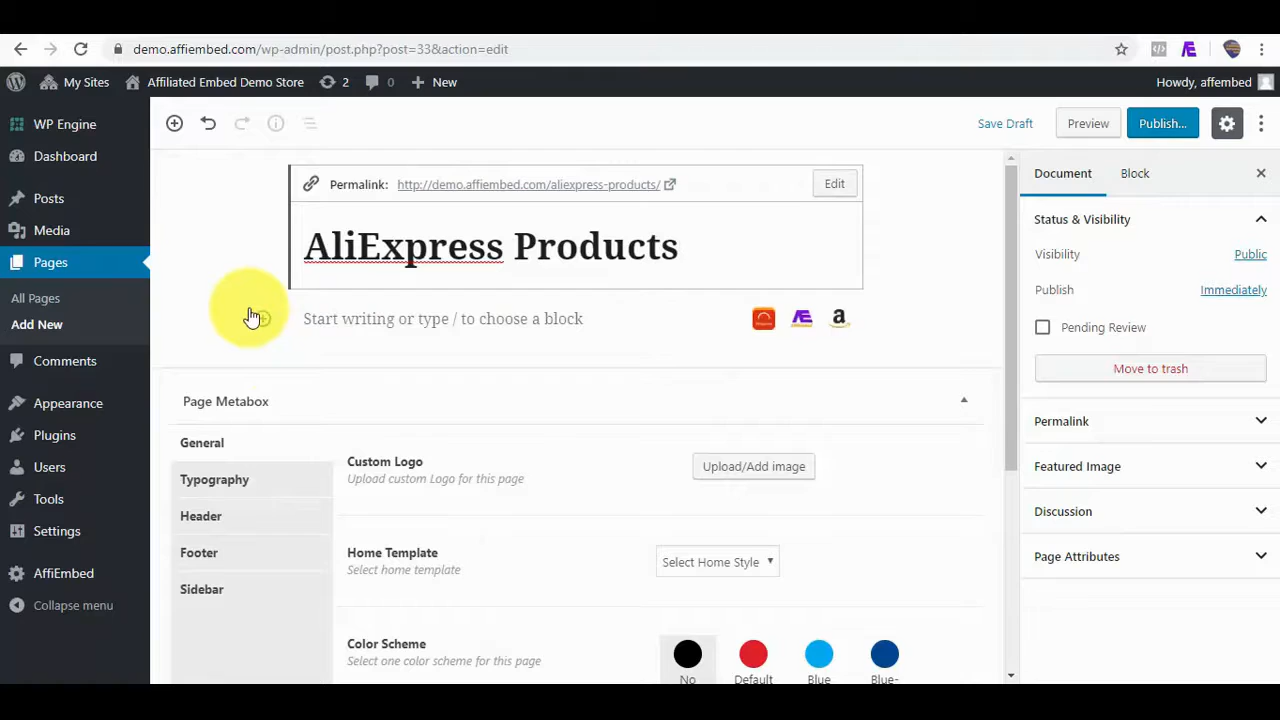 demo.affiembed.com/wp-admin/post.php?post=33&action=edit
My Sites Affiliated Embed Demo Store 2 0 New Howdy, affembed
WP Engine
Dashboard
Posts
Media
Pages
All Pages
Add New
Comments
Appearance
Plugins
Users
Tools
Settings
AffiEmbed
Collapse menu
Save Draft Preview Publish...
Permalink: http://demo.affiembed.com/aliexpress-products/ Edit
AliExpress Products
Start writing or type / to choose a block AE a
Page Metabox
General
Typography
Header
Footer
Sidebar
Custom Logo
Upload custom Logo for this page
Upload/Add image
Home Template
Select home template
Select Home Style
Color Scheme
Select one color scheme for this page
No Default Blue Blue-
Document Block
Status & Visibility
Visibility Public
Publish Immediately
Pending Review
Move to trash
Permalink
Featured Image
Discussion
Page Attributes